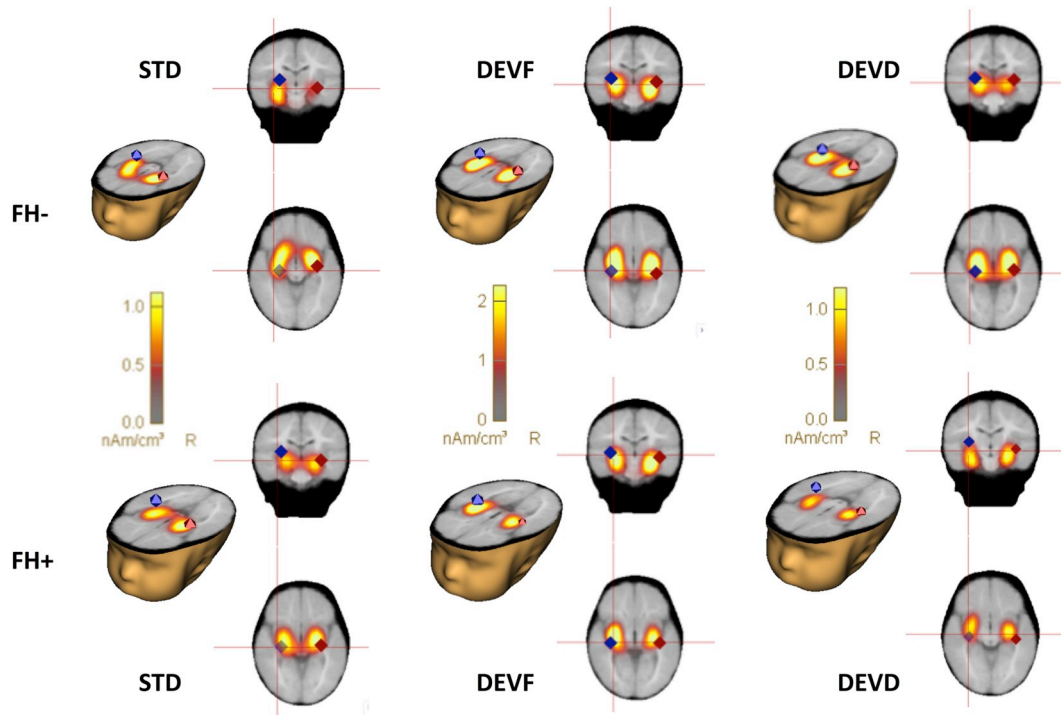 STD DEVF DEVD
FH-
1.0 2 1.0
0.5 1 0.5
0.0 0 0.0
nAm/cm³ R nAm/cm³ R nAm/cm³ R
FH+
STD DEVF DEVD